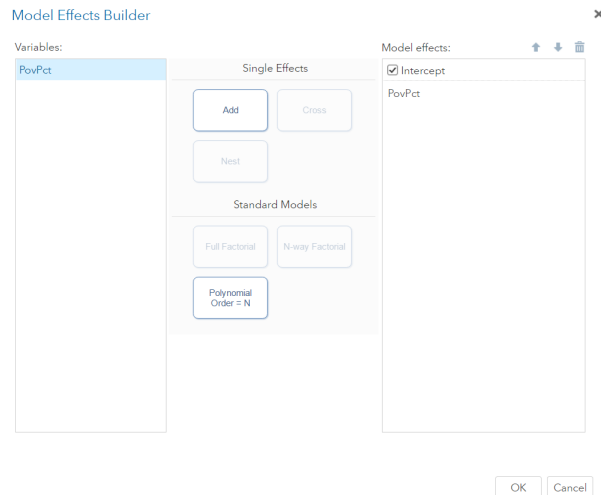 Model Effects Builder
Variables:
Model effects:
PovPct
Single Effects
Intercept
Add
Cross
PovPct
Nest
Standard Models
Full Factorial
N-way Factorial
Polynomial
Order = N
OK
Cancel